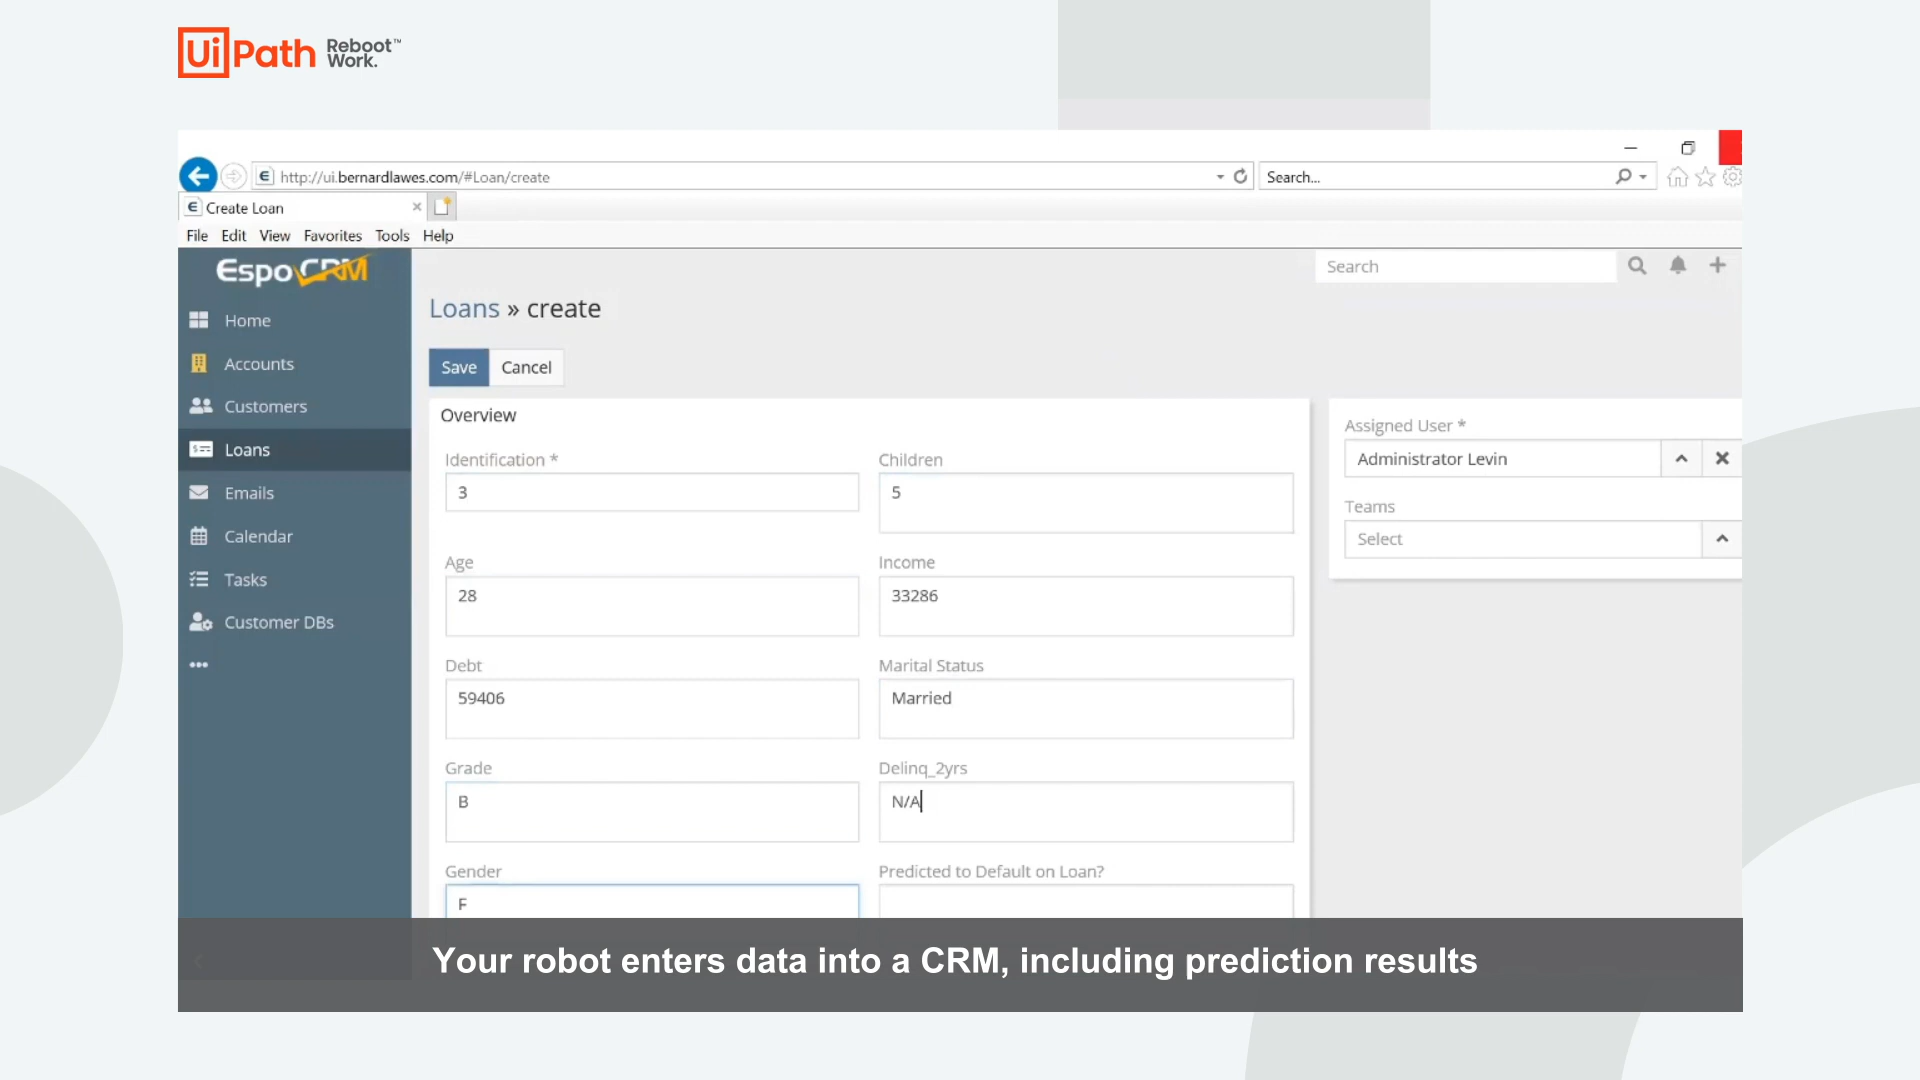 UiPath Reboot Work.™
http://ui.bernardlawes.com/#Loan/create
Search...
Create Loan
File Edit View Favorites Tools Help
EspoCRM
Search
Home
Accounts
Customers
Loans
Emails
Calendar
Tasks
Customer DBs
Loans » create
Save Cancel
Overview
Identification *
3
Children
5
Age
28
Income
33286
Debt
59406
Marital Status
Married
Grade
B
Delinq_2yrs
N/A
Gender
F
Predicted to Default on Loan?
Assigned User *
Administrator Levin
Teams
Select
Your robot enters data into a CRM, including prediction results